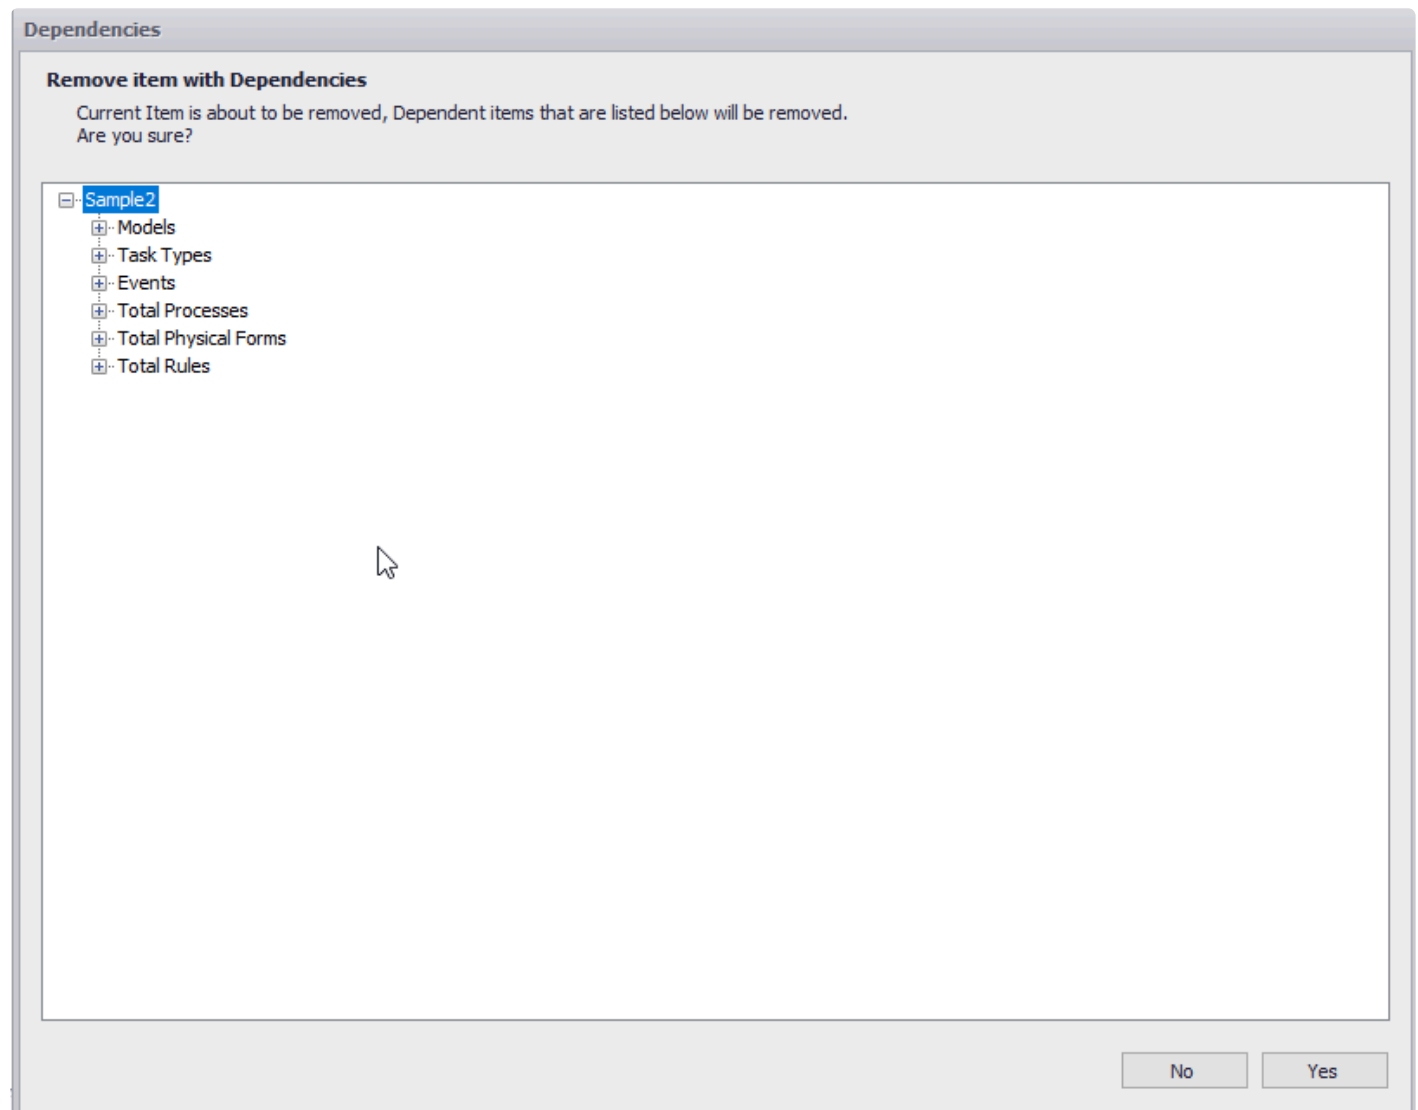 Dependencies
Remove item with Dependencies
Current Item is about to be removed, Dependent items that are listed below will be removed.
Are you sure?
Sample2
Models
Task Types
Events
Total Processes
Total Physical Forms
Total Rules
No
Yes